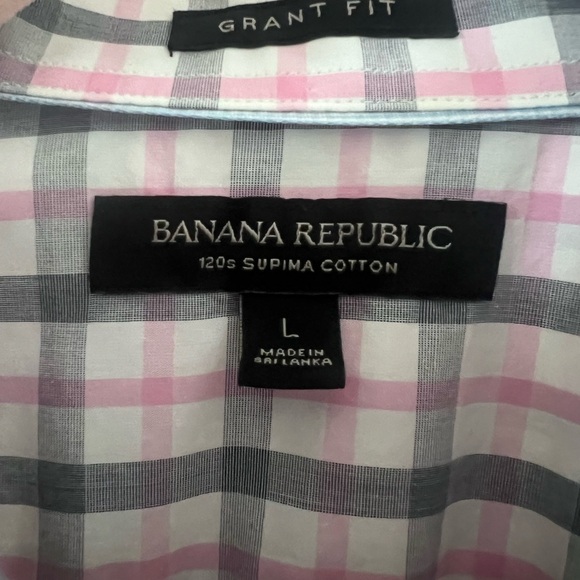 GRANT FIT
BANANA REPUBLIC
120s SUPIMA COTTON
L
MADE IN
SRI LANKA